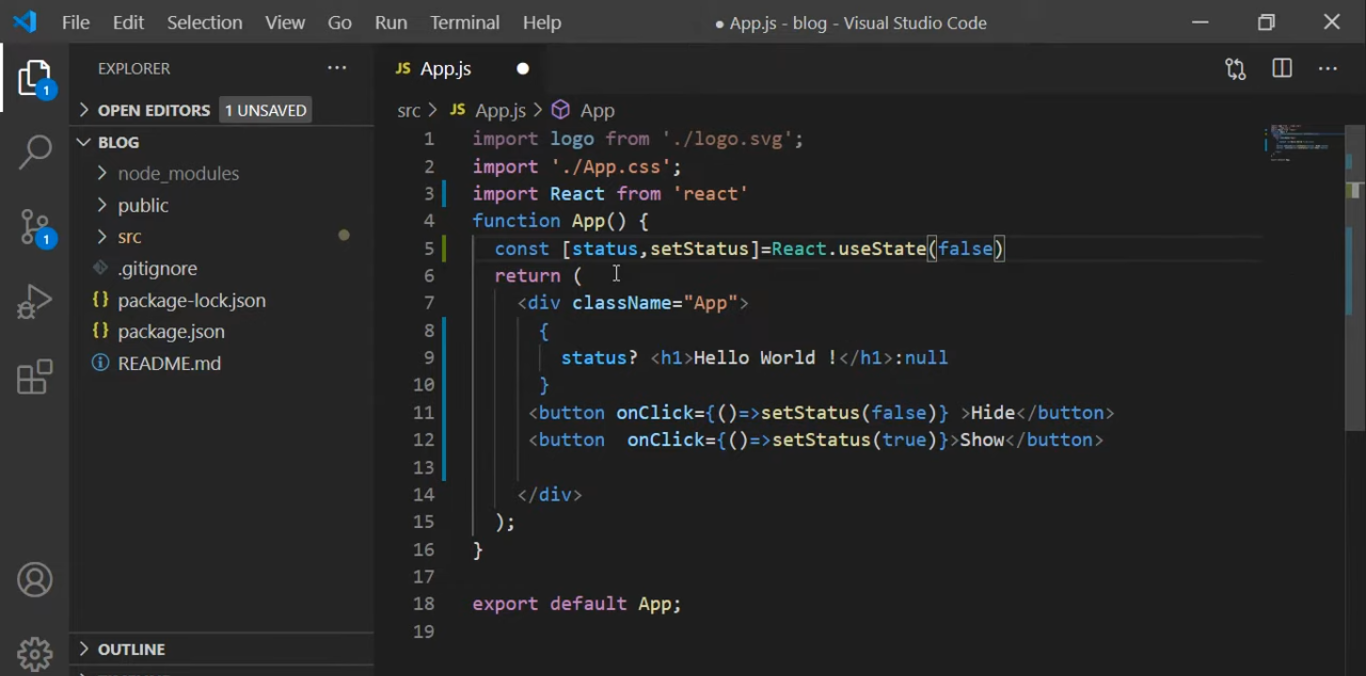 File Edit Selection View Go Run Terminal Help ● App.js - blog - Visual Studio Code
EXPLORER ···
OPEN EDITORS 1 UNSAVED
BLOG
node_modules
public
src
.gitignore
{} package-lock.json
{} package.json
README.md
OUTLINE
1
1
JS App.js
src > JS App.js > App
1 import logo from './logo.svg';
2 import './App.css';
3 import React from 'react'
4 function App() {
5 const [status,setStatus]=React.useState(false)
6 return (
7 <div className="App">
8 {
9 status? <h1>Hello World !</h1>:null
10 }
11 <button onClick={()=>setStatus(false)} >Hide</button>
12 <button  onClick={()=>setStatus(true)}>Show</button>
13
14 </div>
15 );
16 }
17
18 export default App;
19